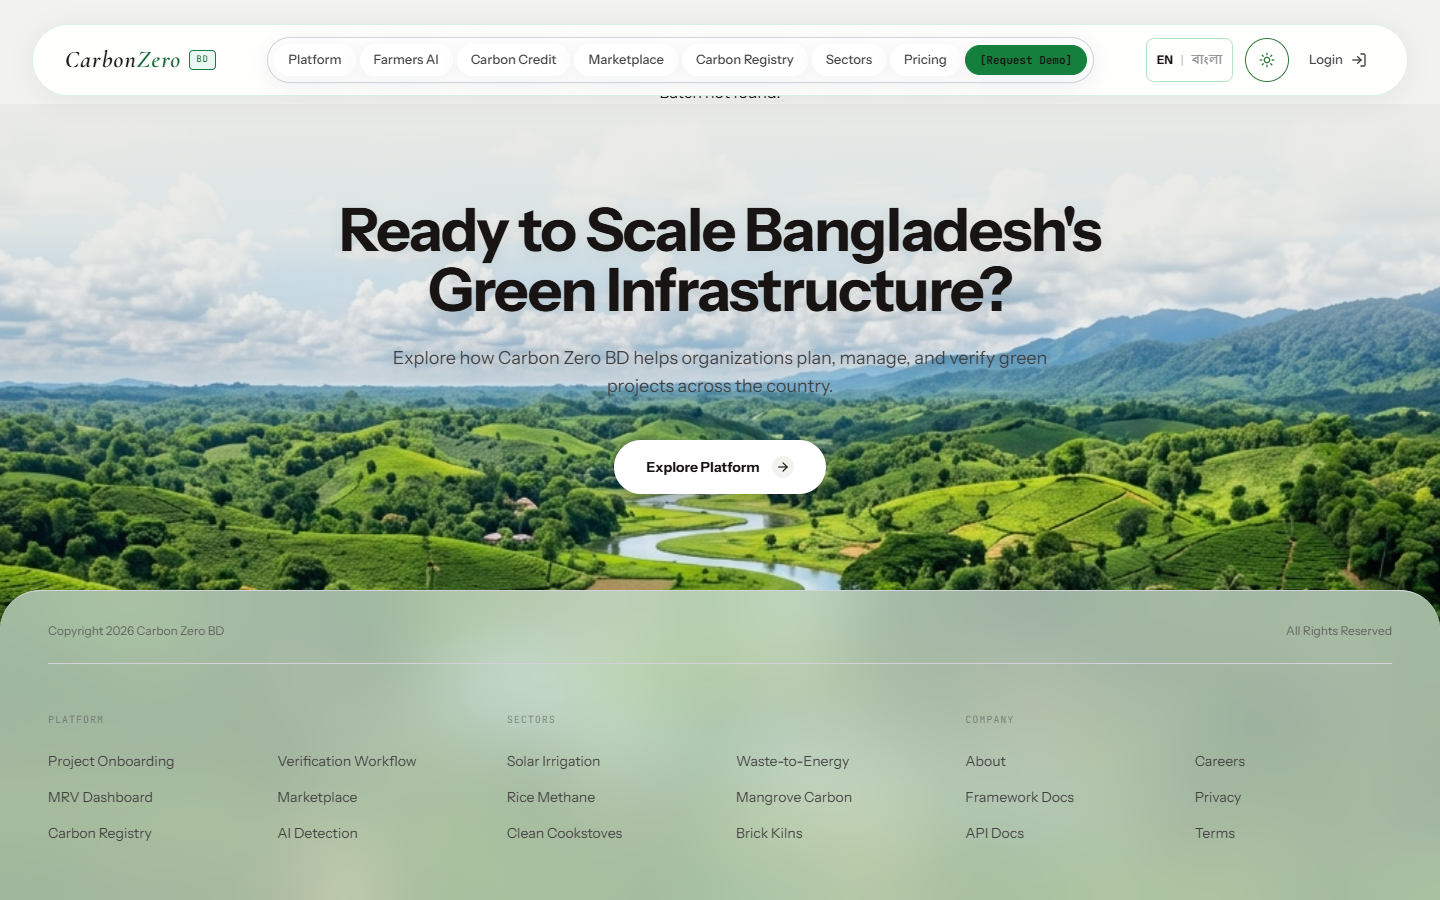 CarbonZero BD
Platform
Farmers AI
Carbon Credit
Marketplace
Carbon Registry
Sectors
Pricing
[Request Demo]
EN | বাংলা
Login
Batch not found.
Ready to Scale Bangladesh's
Green Infrastructure?
Explore how Carbon Zero BD helps organizations plan, manage, and verify green
projects across the country.
Explore Platform
Copyright 2026 Carbon Zero BD
All Rights Reserved
PLATFORM
Project Onboarding
Verification Workflow
MRV Dashboard
Marketplace
Carbon Registry
AI Detection
SECTORS
Solar Irrigation
Waste-to-Energy
Rice Methane
Mangrove Carbon
Clean Cookstoves
Brick Kilns
COMPANY
About
Careers
Framework Docs
Privacy
API Docs
Terms